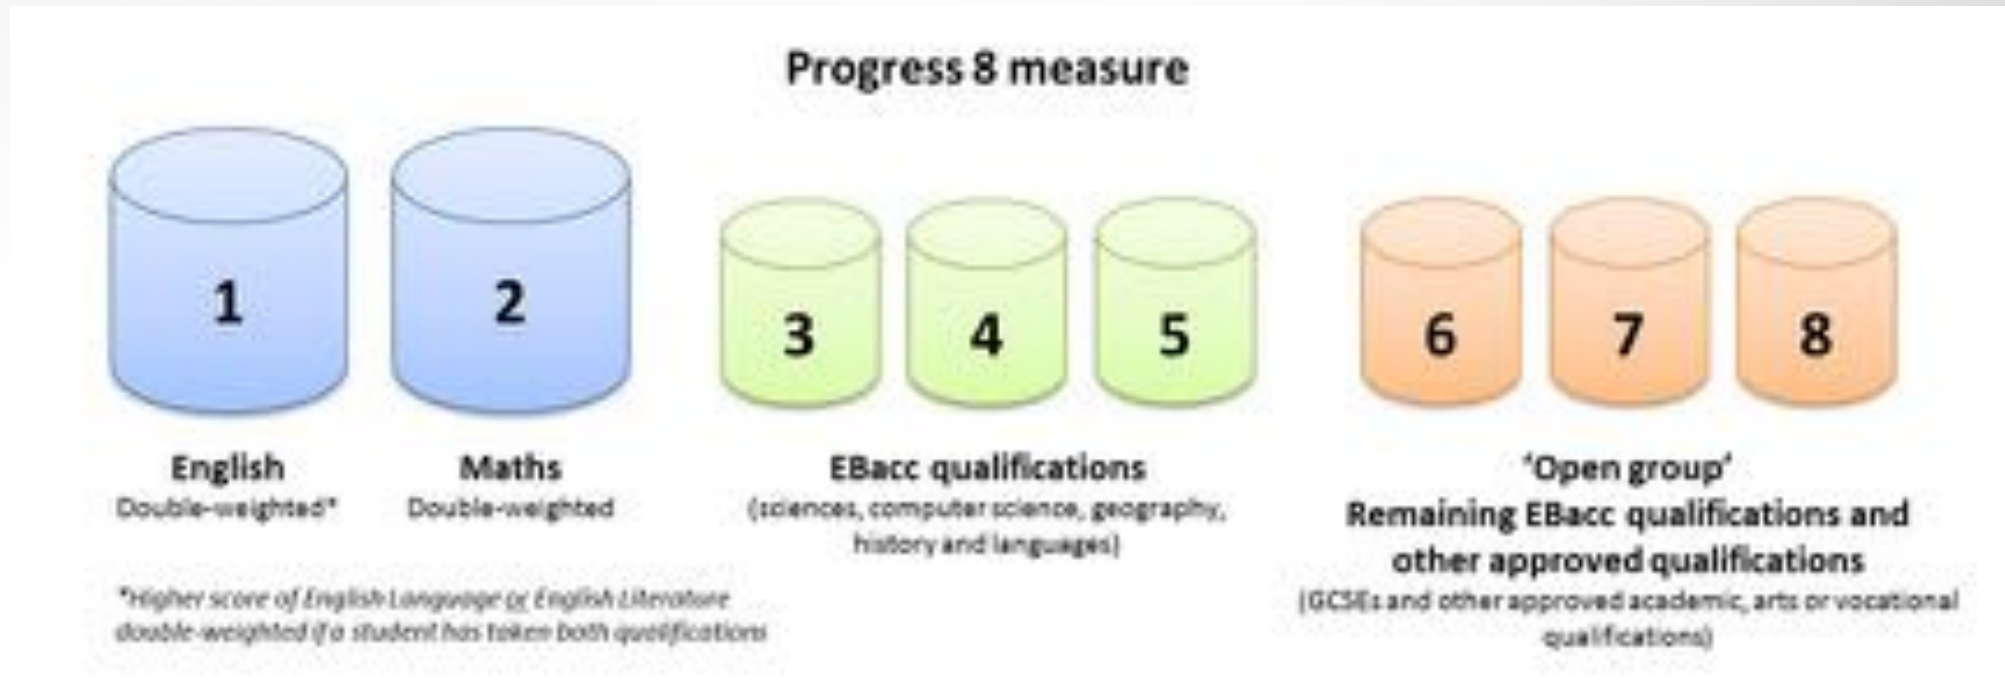 Progress 8 measure
1
2
3
4
5
6
7
8
English
Double-weighted*
Maths
Double-weighted
EBacc qualifications
(sciences, computer science, geography,
history and languages)
'Open group'
Remaining EBacc qualifications and
other approved qualifications
(GCSEs and other approved academic, arts or vocational
qualifications)
*Higher score of English Language or English Literature
double-weighted if a student has taken both qualifications